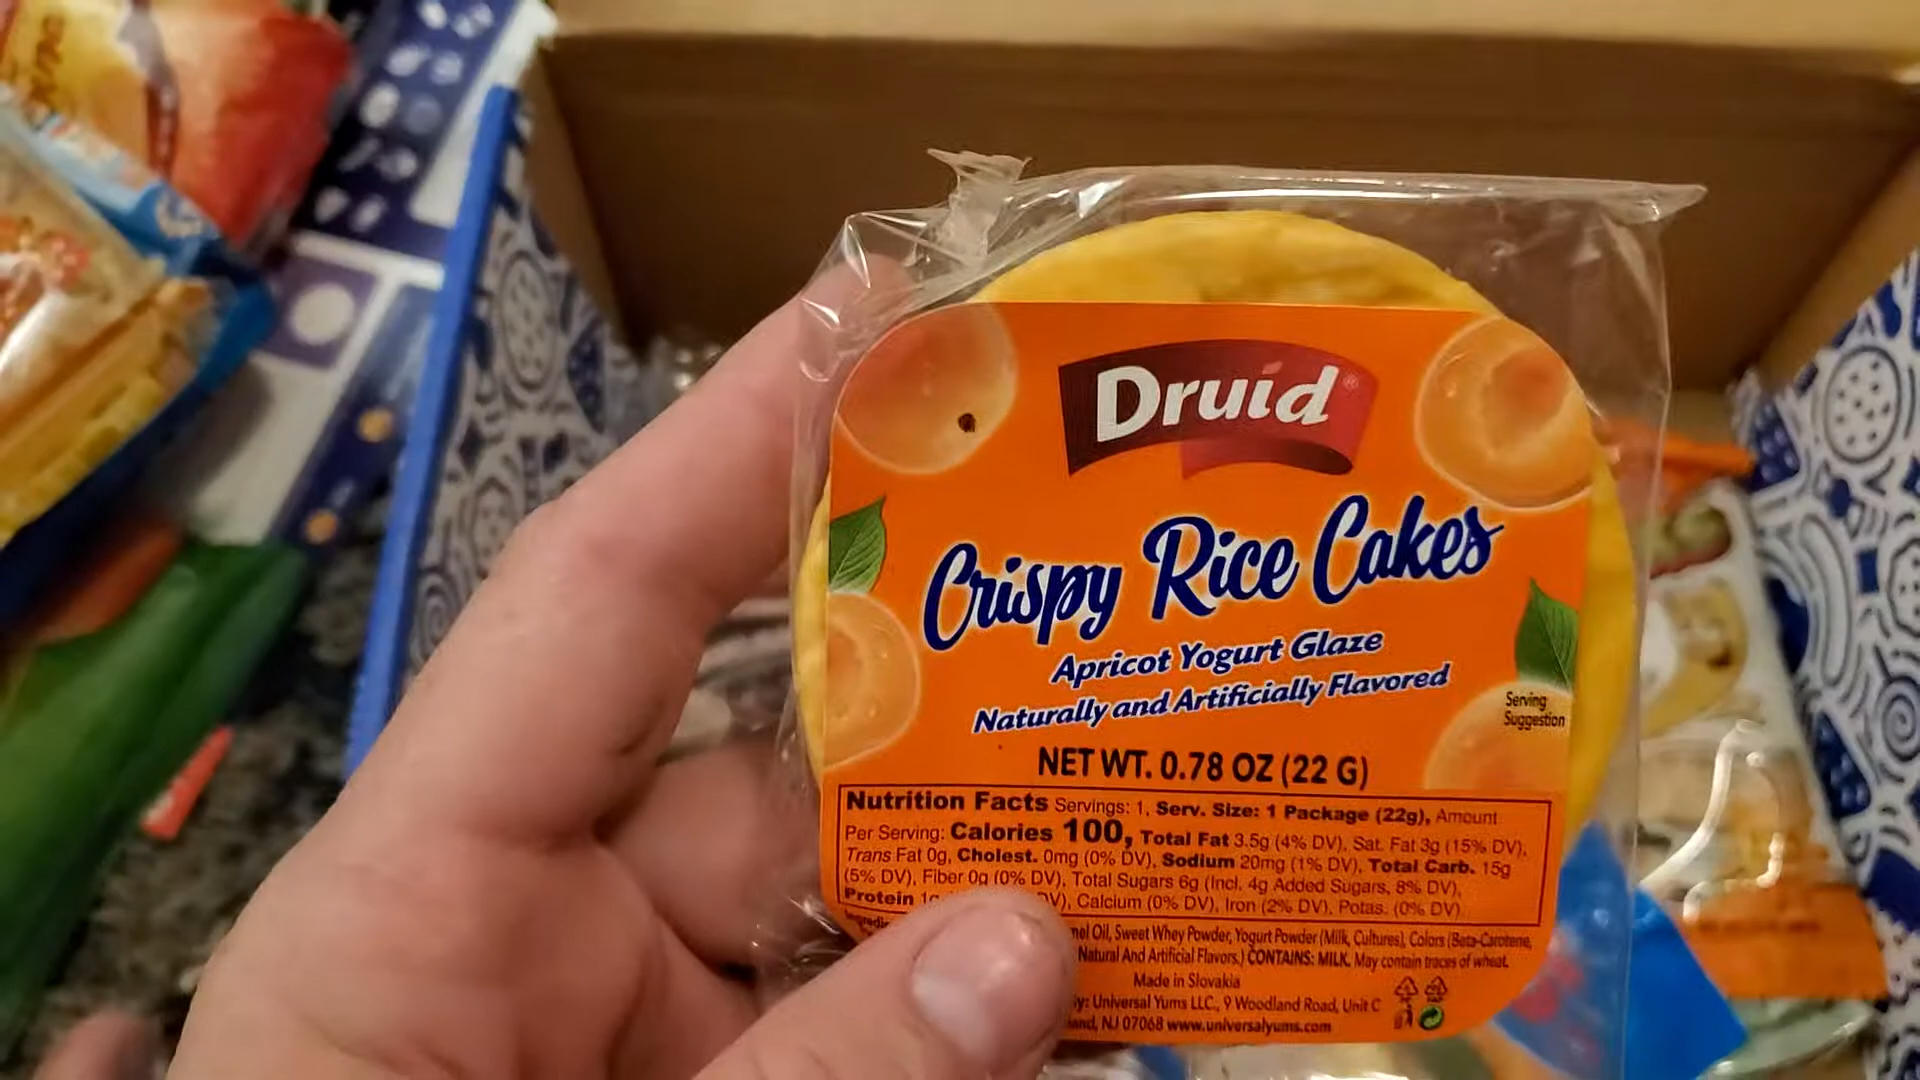 Druid®
Crispy Rice Cakes
Apricot Yogurt Glaze
Naturally and Artificially Flavored
Serving
Suggestion
NET WT. 0.78 OZ (22 G)
Nutrition Facts Servings: 1, Serv. Size: 1 Package (22g), Amount
Per Serving: Calories 100, Total Fat 3.5g (4% DV), Sat. Fat 3g (15% DV),
Trans Fat 0g, Cholest. 0mg (0% DV), Sodium 20mg (1% DV), Total Carb. 15g
(5% DV), Fiber 0g (0% DV), Total Sugars 6g (Incl. 4g Added Sugars, 8% DV),
Protein DV), Calcium (0% DV), Iron (2% DV), Potas. (0% DV)
Oil, Sweet Whey Powder, Yogurt Powder (Milk, Cultures), Colors (Beta-Carotene,
Natural And Artificial Flavors.) CONTAINS: MILK. May contain traces of wheat.
Made in Slovakia
Universal Yums LLC., 9 Woodland Road, Unit C
NJ 07068 www.universalyums.com